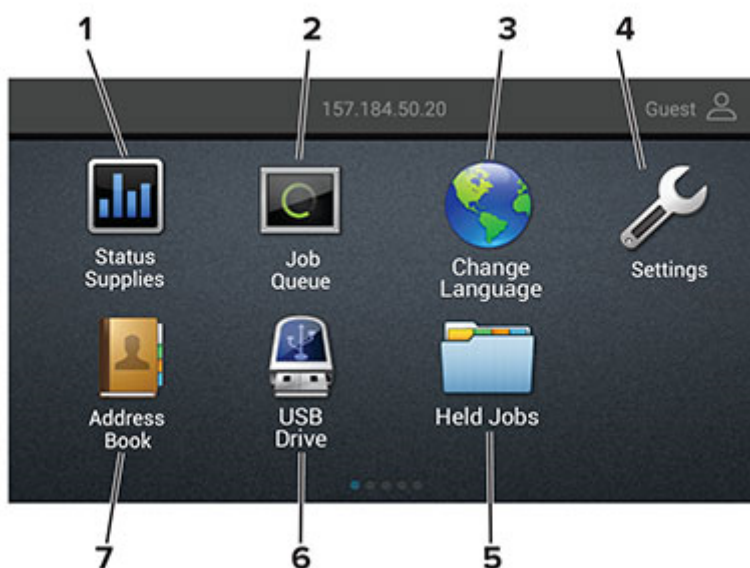 1 2 3 4
157.184.50.20 Guest
Status
Supplies
Job
Queue
Change
Language
Settings
Address
Book
USB
Drive
Held Jobs
7 6 5